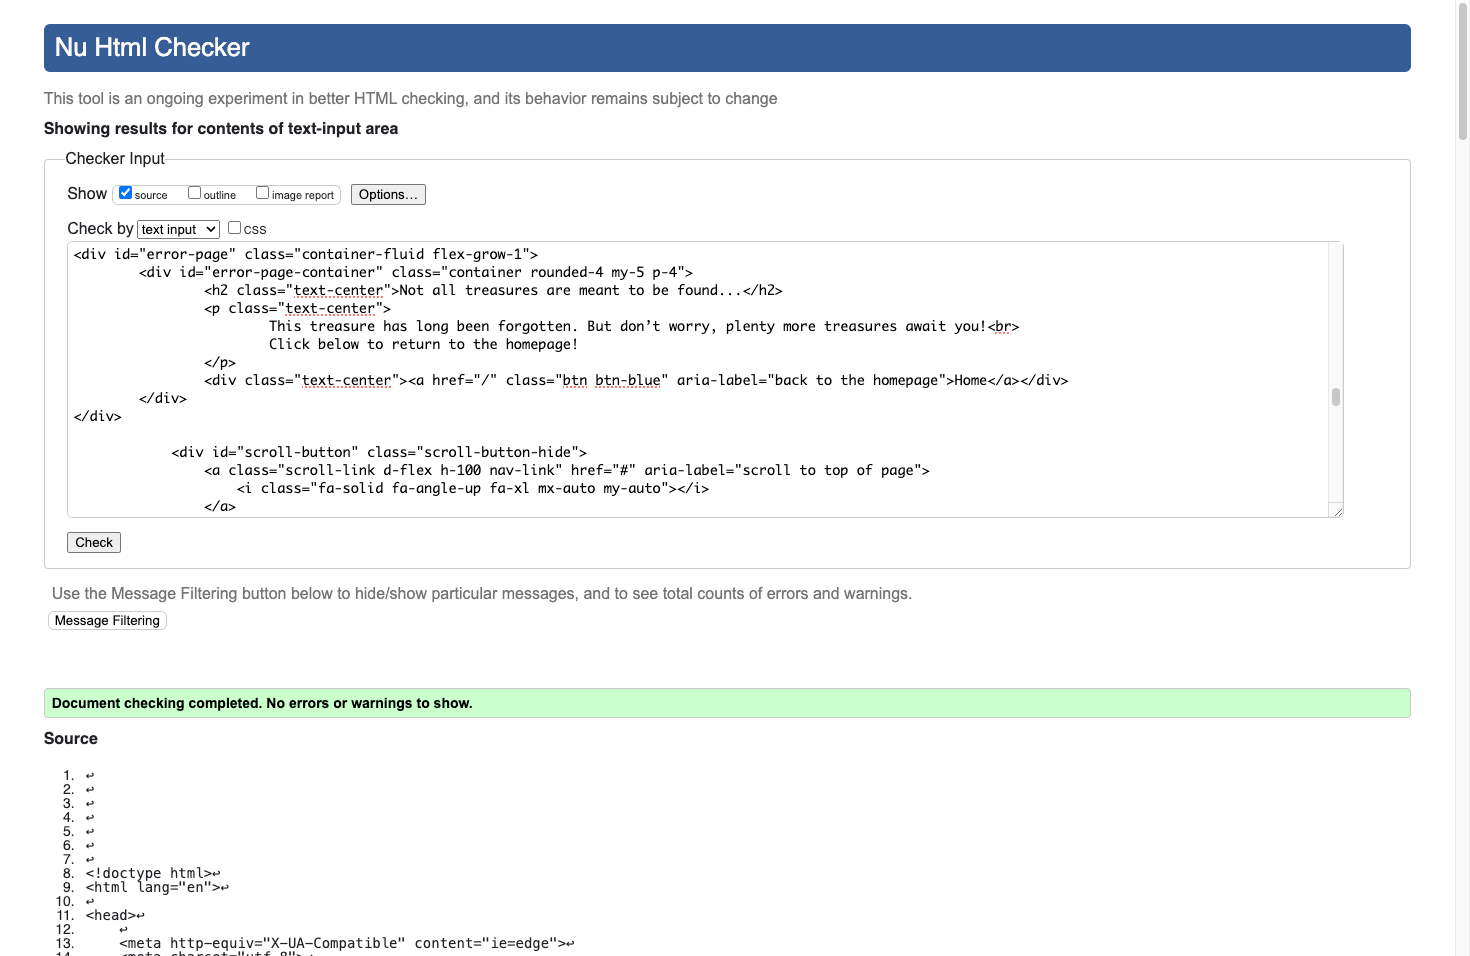 Nu Html Checker
This tool is an ongoing experiment in better HTML checking, and its behavior remains subject to change
Showing results for contents of text-input area
Checker Input
Show source outline image report Options...
Check by text input CSS
<div id="error-page" class="container-fluid flex-grow-1">
<div id="error-page-container" class="container rounded-4 my-5 p-4">
<h2 class="text-center">Not all treasures are meant to be found...</h2>
<p class="text-center">
This treasure has long been forgotten. But don’t worry, plenty more treasures await you!<br>
Click below to return to the homepage!
</p>
<div class="text-center"><a href="/" class="btn btn-blue" aria-label="back to the homepage">Home</a></div>
</div>
</div>
<div id="scroll-button" class="scroll-button-hide">
<a class="scroll-link d-flex h-100 nav-link" href="#" aria-label="scroll to top of page">
<i class="fa-solid fa-angle-up fa-xl mx-auto my-auto"></i>
</a>
Check
Use the Message Filtering button below to hide/show particular messages, and to see total counts of errors and warnings.
Message Filtering
Document checking completed. No errors or warnings to show.
Source
1. ↩
2. ↩
3. ↩
4. ↩
5. ↩
6. ↩
7. ↩
8. <!doctype html>↩
9. <html lang="en">↩
10. ↩
11. <head>↩
12. ↩
13. <meta http-equiv="X-UA-Compatible" content="ie=edge">↩
14. <meta charset="utf-8">↩